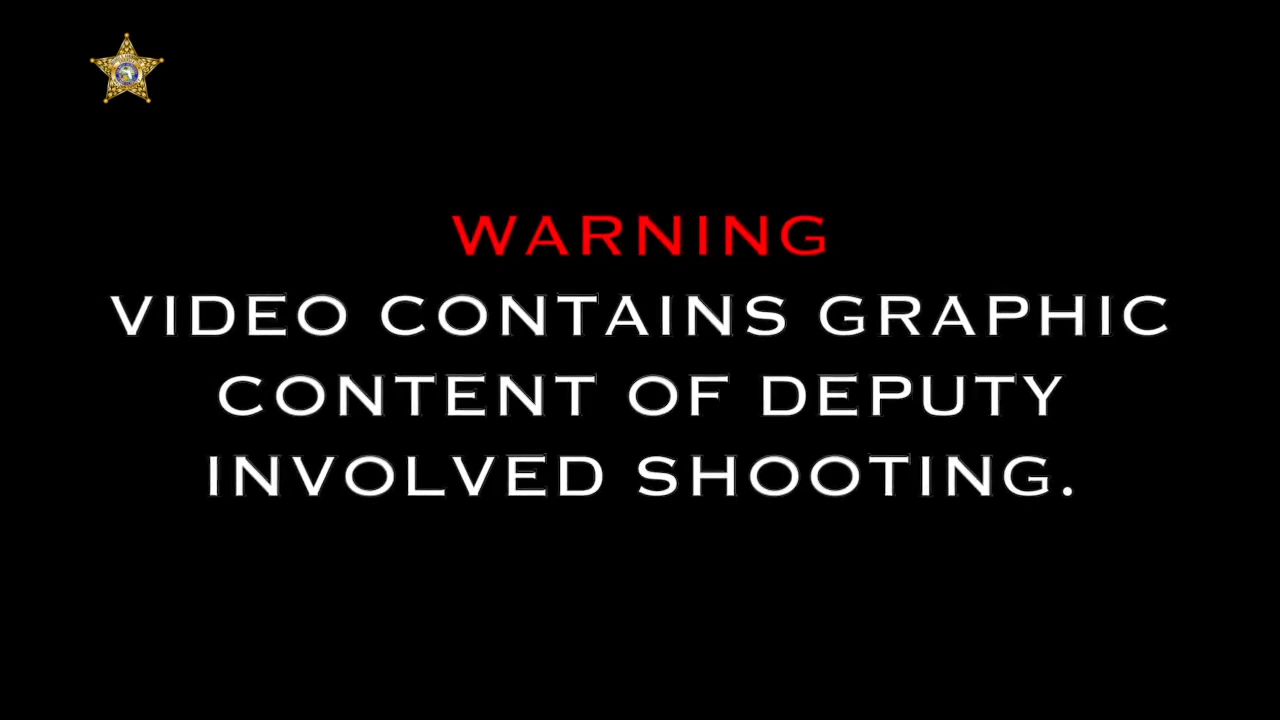 WARNING
VIDEO CONTAINS GRAPHIC
CONTENT OF DEPUTY
INVOLVED SHOOTING.